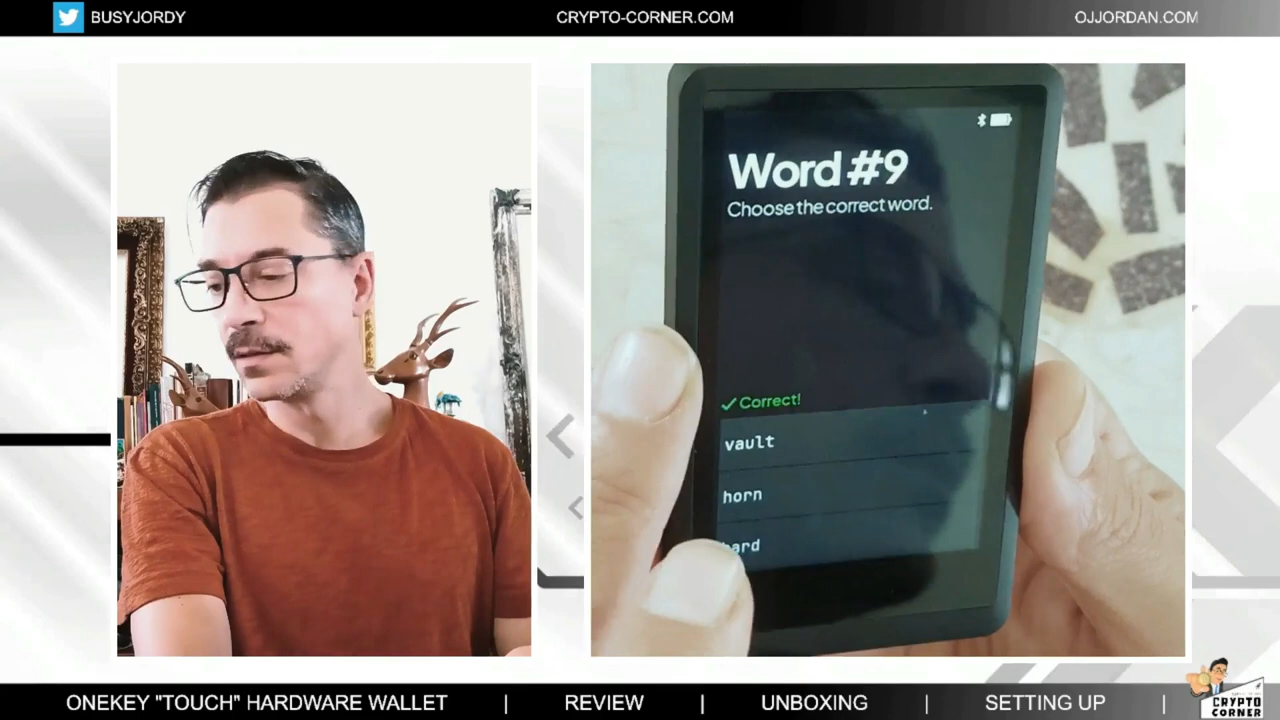 BUSYJORDY
CRYPTO-CORNER.COM
OJJORDAN.COM
Word #9
Choose the correct word.
✓ Correct!
vault
horn
ard
ONEKEY "TOUCH" HARDWARE WALLET | REVIEW | UNBOXING | SETTING UP |
CRYPTO
CORNER